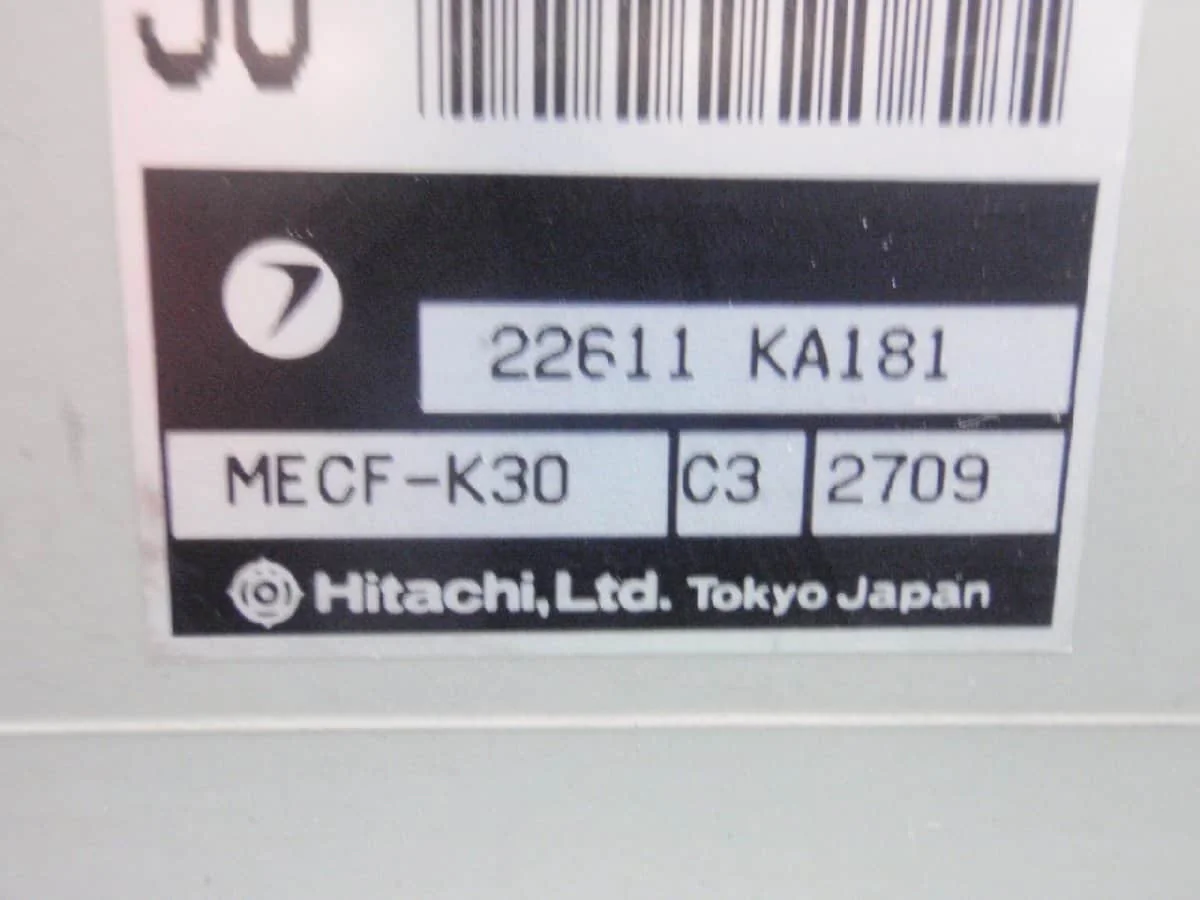 22611 KA181
MECF-K30 C3 2709
Hitachi, Ltd. Tokyo Japan